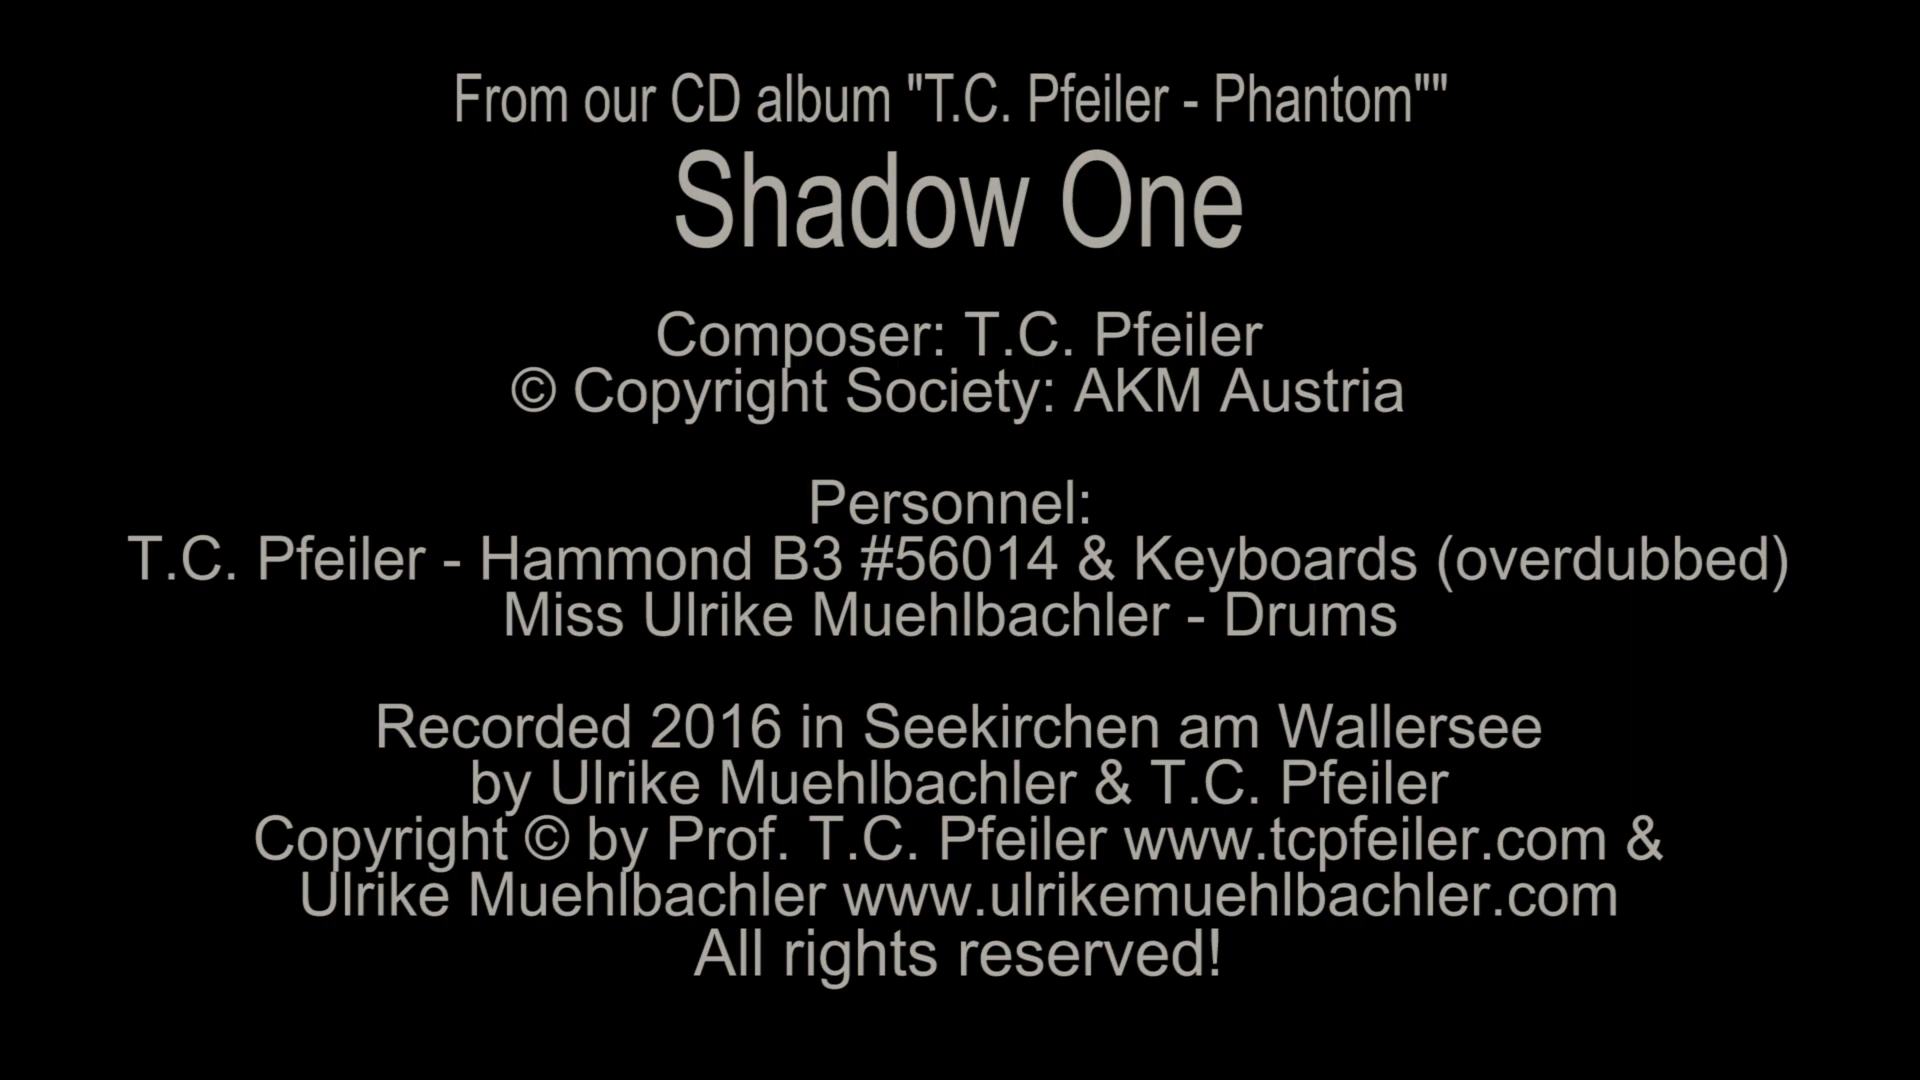 From our CD album "T.C. Pfeiler - Phantom""
Shadow One
Composer: T.C. Pfeiler
© Copyright Society: AKM Austria
Personnel:
T.C. Pfeiler - Hammond B3 #56014 & Keyboards (overdubbed)
Miss Ulrike Muehlbachler - Drums
Recorded 2016 in Seekirchen am Wallersee
by Ulrike Muehlbachler & T.C. Pfeiler
Copyright © by Prof. T.C. Pfeiler www.tcpfeiler.com &
Ulrike Muehlbachler www.ulrikemuehlbachler.com
All rights reserved!